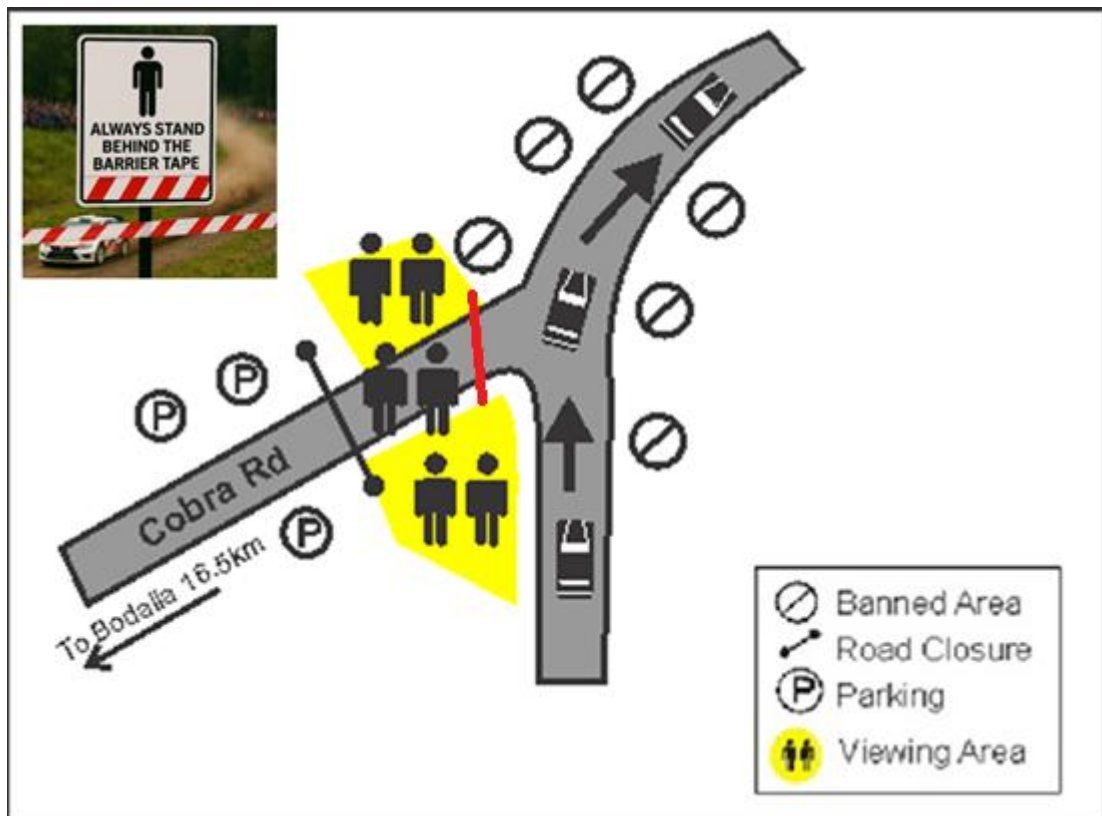 ALWAYS STAND
BEHIND THE
BARRIER TAPE
P
P
P
Cobra Rd
To Bodalla 16.5km
Banned Area
Road Closure
P Parking
Viewing Area